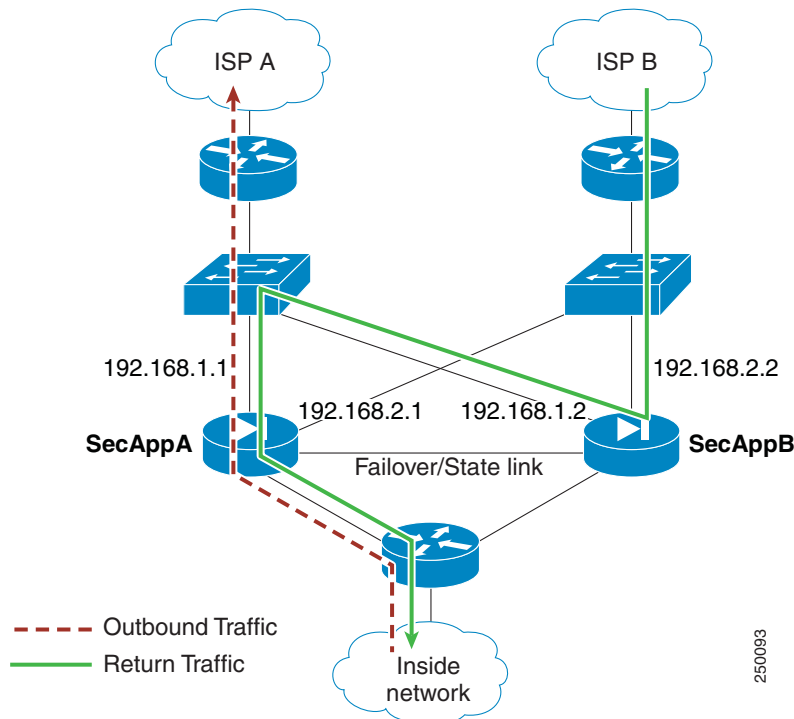 ISP A
ISP B
192.168.1.1
192.168.2.2
192.168.2.1
192.168.1.2
SecAppA
SecAppB
Failover/State link
Outbound Traffic
Return Traffic
Inside
network
250093